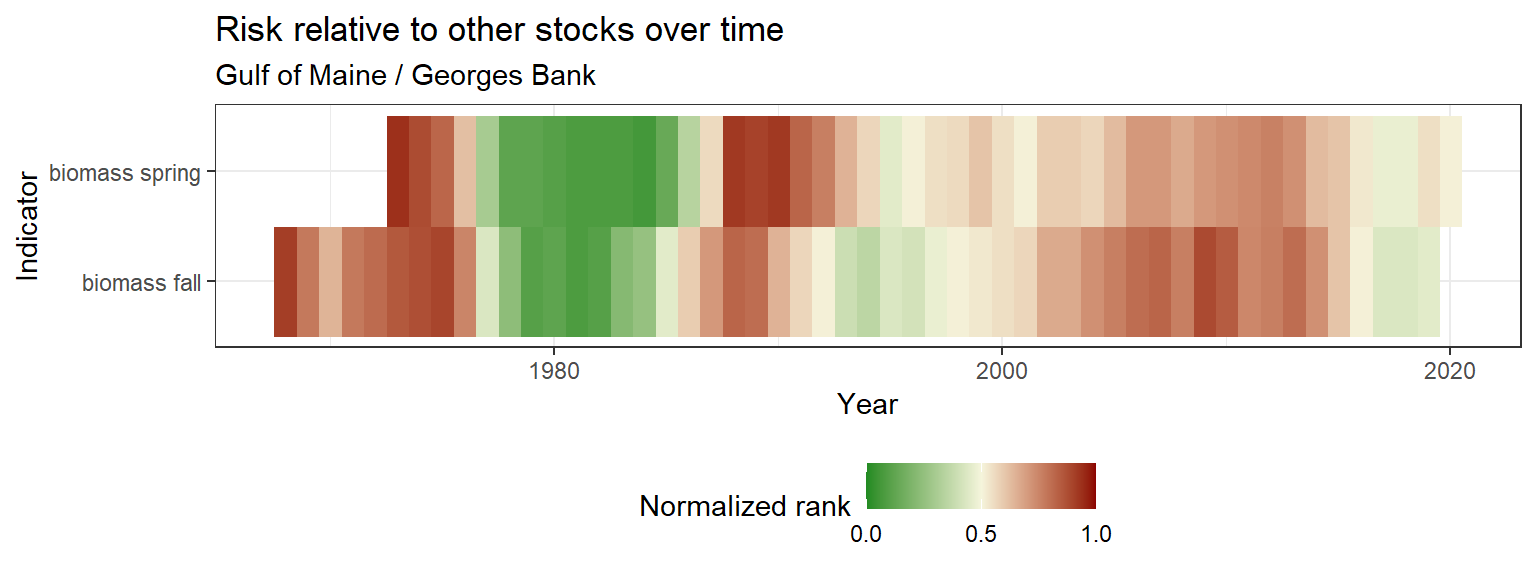 Risk relative to other stocks over time
Gulf of Maine / Georges Bank
Indicator
biomass spring
biomass fall
1980 2000 2020
Year
Normalized rank
0.0 0.5 1.0